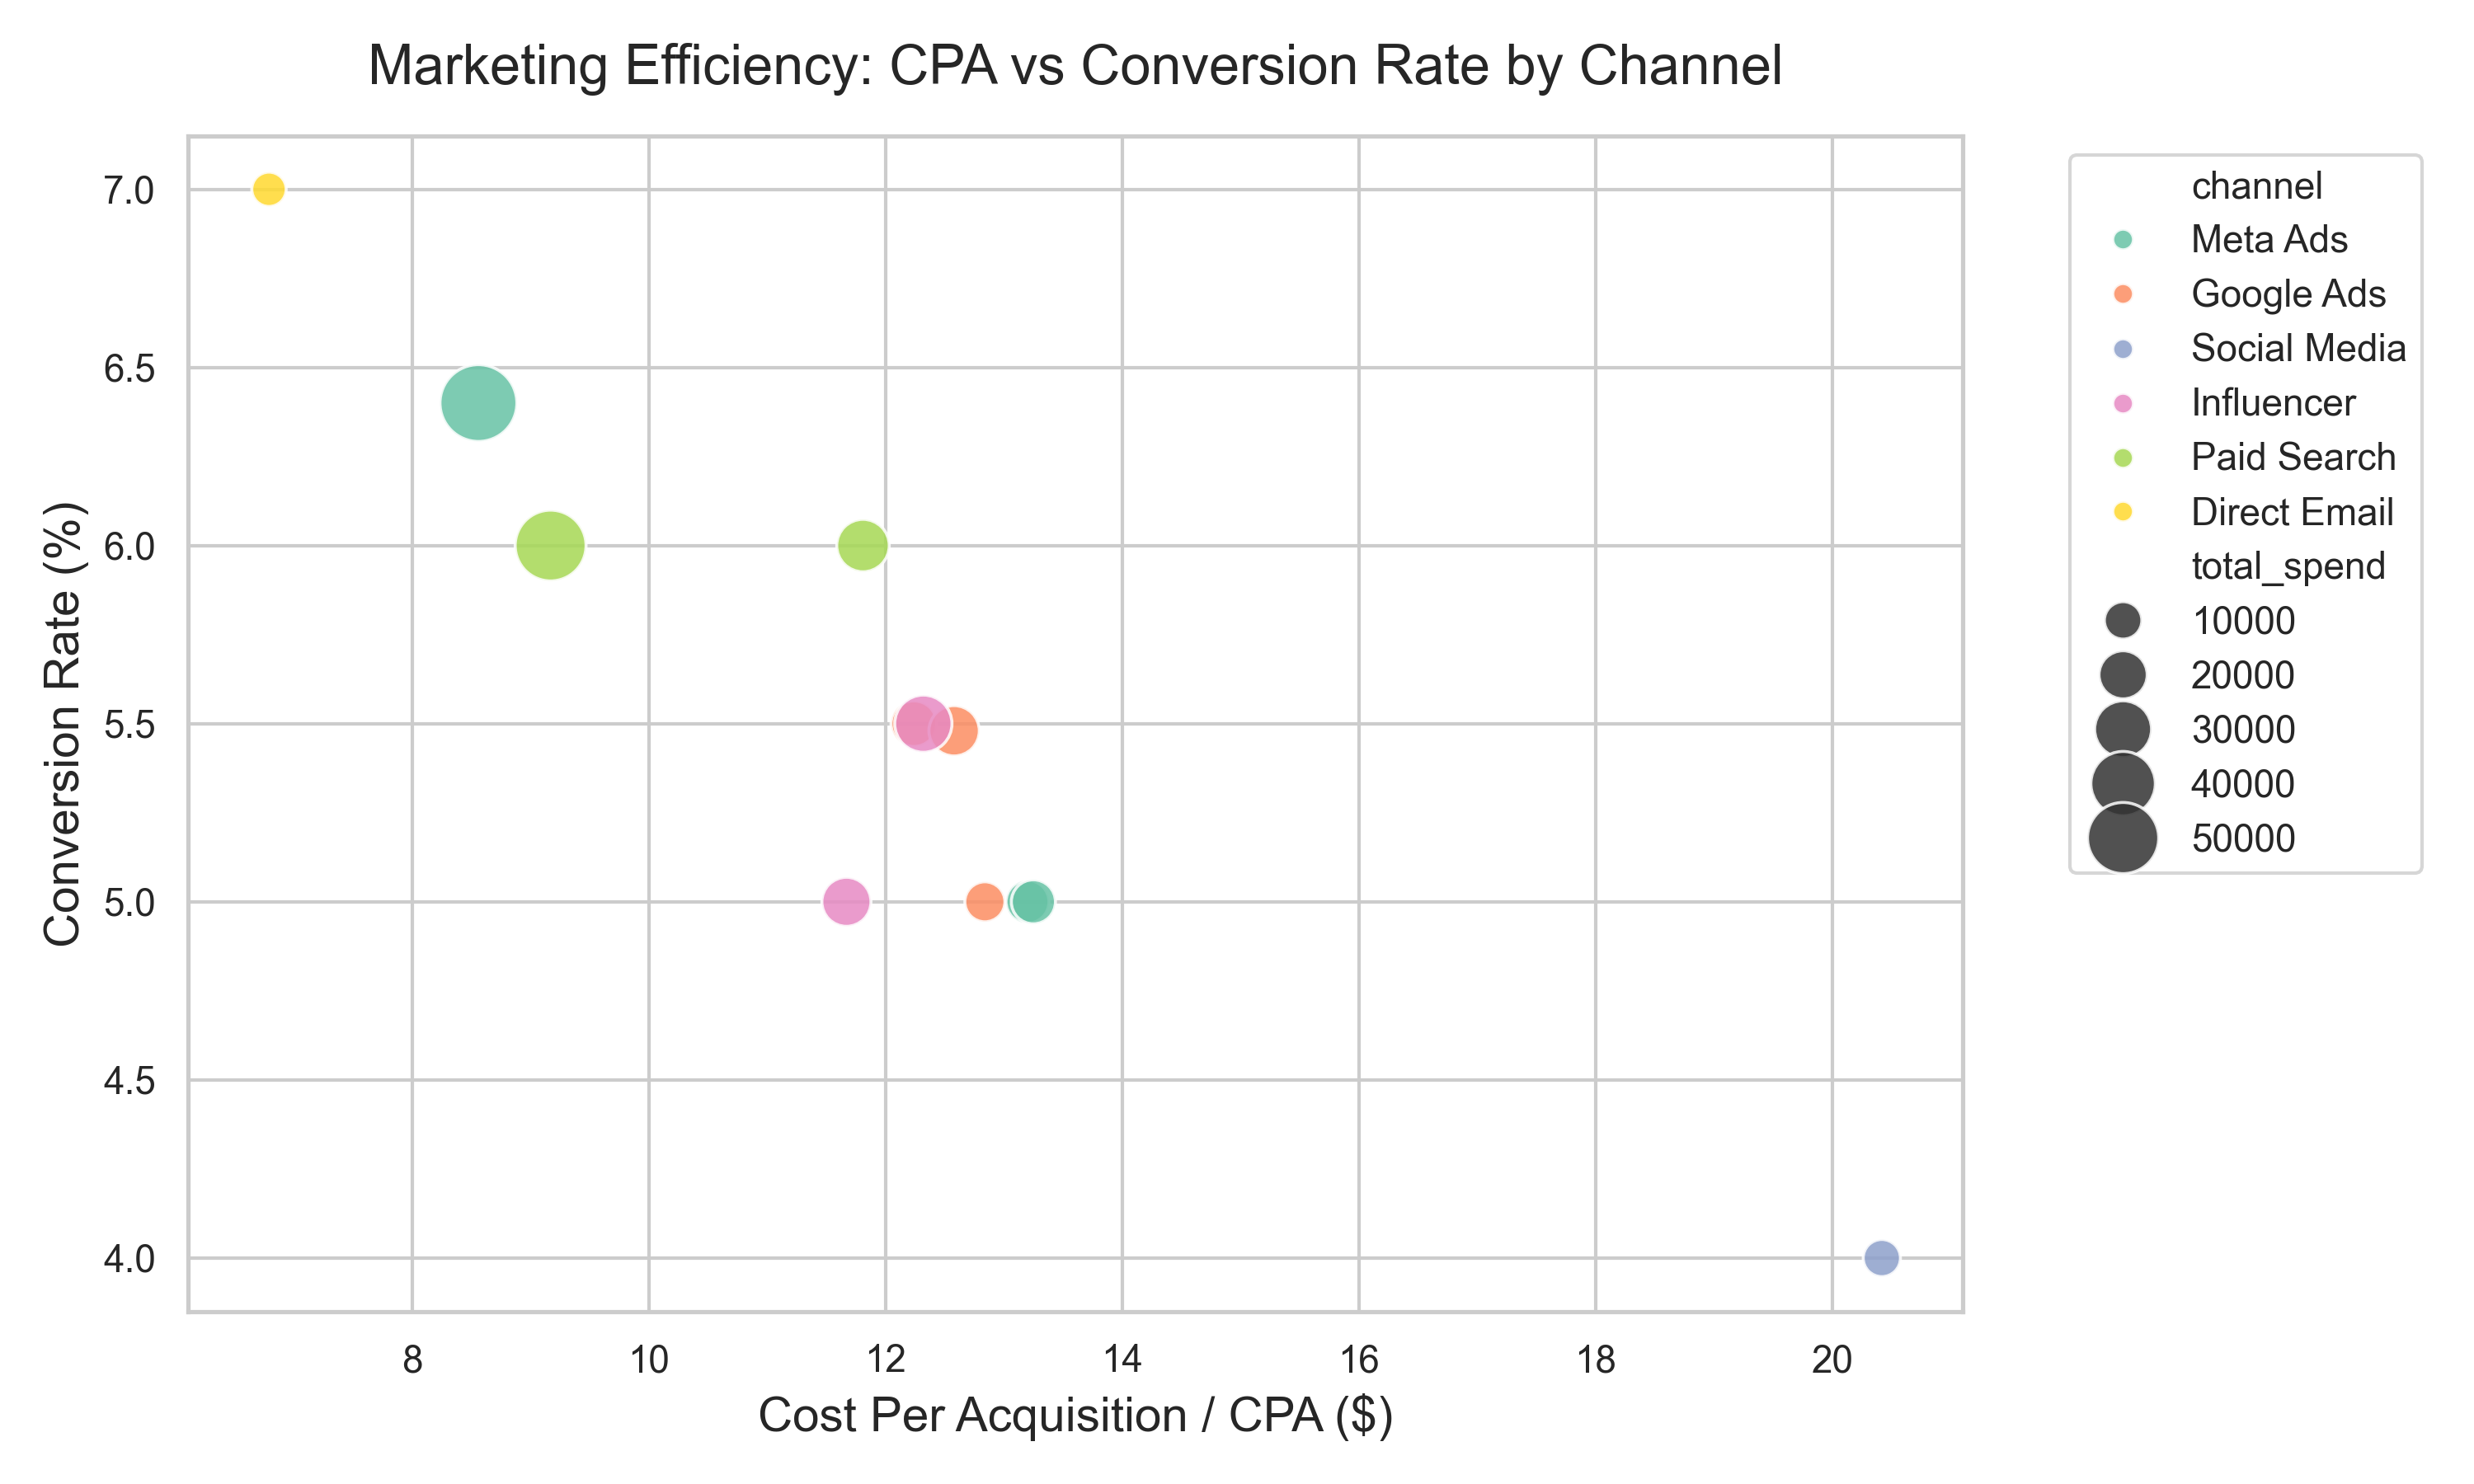 Marketing Efficiency: CPA vs Conversion Rate by Channel
Conversion Rate (%)
7.0
6.5
6.0
5.5
5.0
4.5
4.0
8
10
12
14
16
18
20
Cost Per Acquisition / CPA ($)
channel
Meta Ads
Google Ads
Social Media
Influencer
Paid Search
Direct Email
total_spend
10000
20000
30000
40000
50000